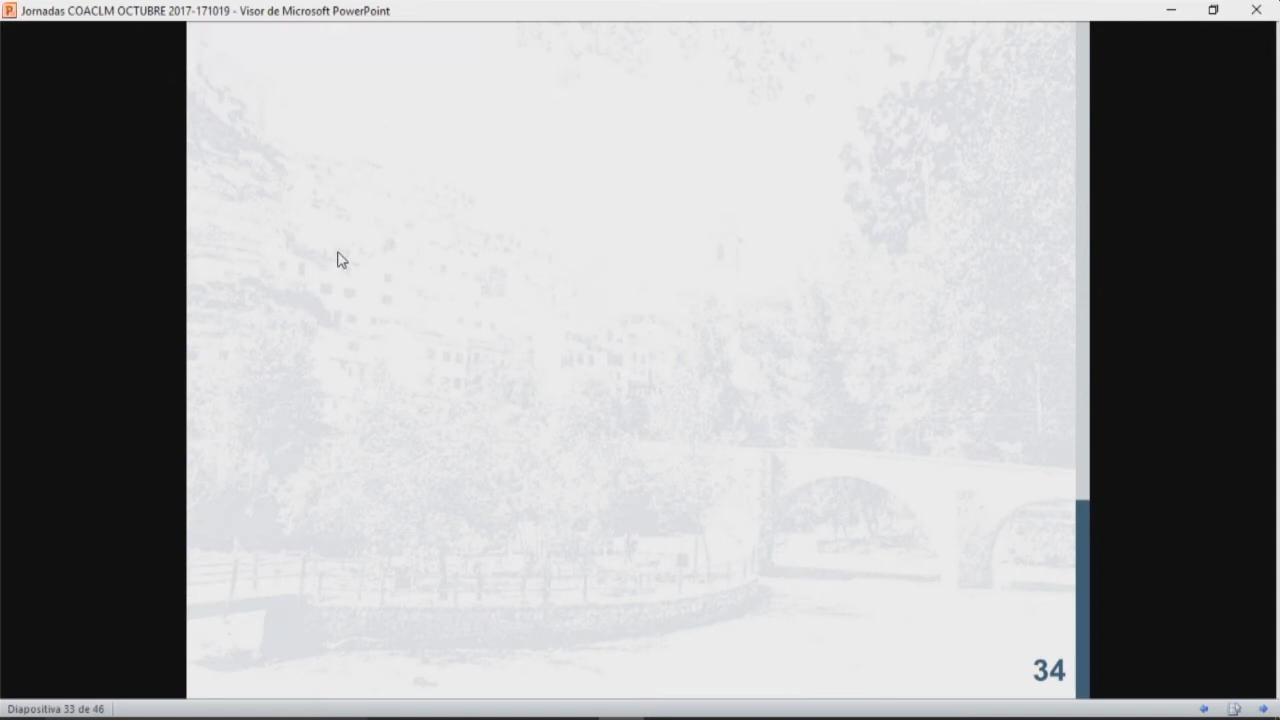 Jornadas COACLM OCTUBRE 2017-171019 - Visor de Microsoft PowerPoint
34
Diapositiva 33 de 46